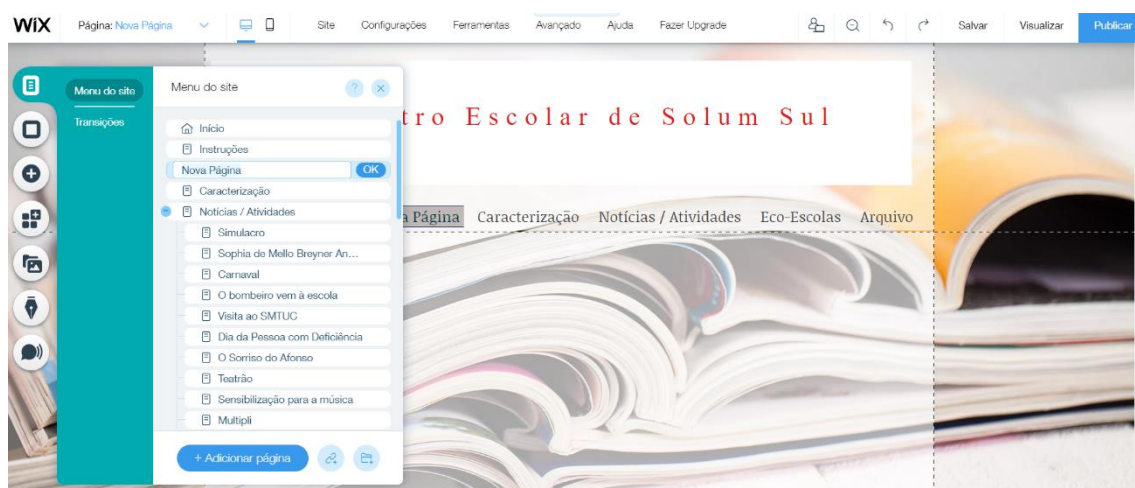 WiX Página: Nova Página Site Configurações Ferramentas Avançado Ajuda Fazer Upgrade Salvar Visualizar Publicar
Menu do site
Transições
Menu do site ?
Início
Instruções
Nova Página OK
Caracterização
Notícias / Atividades
Simulacro
Sophia de Mello Breyner An...
Carnaval
O bombeiro vem à escola
Visita ao SMTUC
Dia da Pessoa com Deficiência
O Sorriso do Afonso
Teatrão
Sensibilização para a música
Multipli
+ Adicionar página
tro Escolar de Solum Sul
a Página Caracterização Notícias / Atividades Eco-Escolas Arquivo